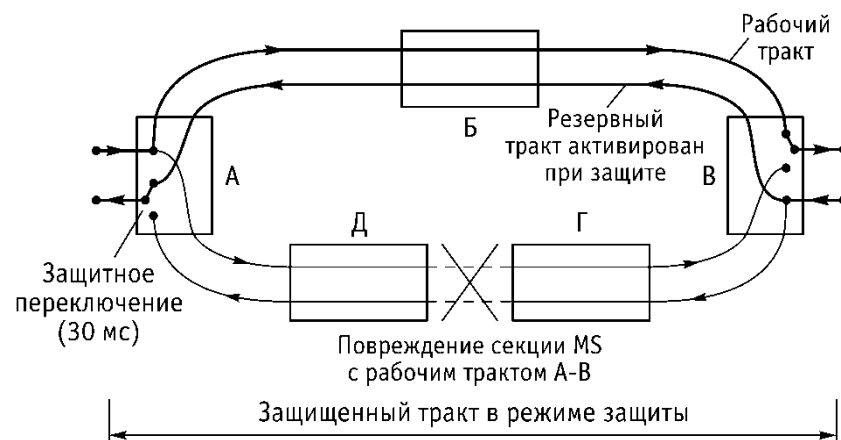 Рабочий
тракт
Б
Резервный
тракт активирован
при защите
А
В
Д
Г
Защитное
переключение
(30 мс)
Повреждение секции MS
с рабочим трактом А-В
Защищенный тракт в режиме защиты